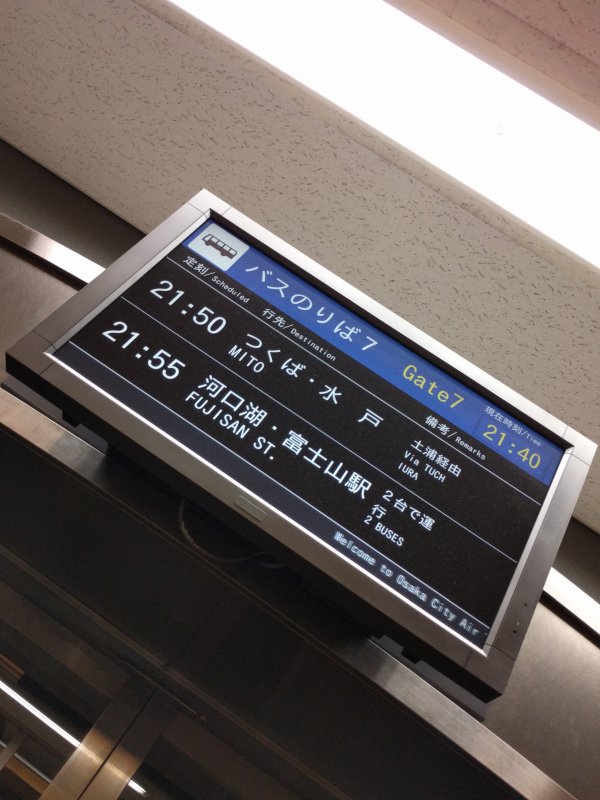 バスのりば7 Gate7 現在時刻/Time
21:40
定刻/Scheduled 行先/Destination 備考/Remarks
21:50 つくば・水戸 土浦経由
MITO Via TUCH
IURA
21:55 河口湖・富士山駅 2台で運
FUJISAN ST. 行
2 BUSES
Welcome to Osaka City Air